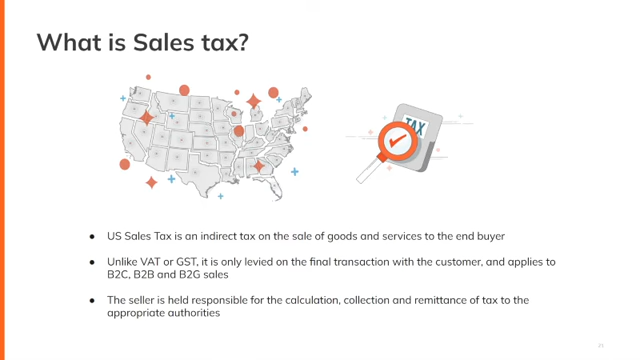 What is Sales tax?
TAX
● US Sales Tax is an indirect tax on the sale of goods and services to the end buyer
● Unlike VAT or GST, it is only levied on the final transaction with the customer, and applies to
B2C, B2B and B2G sales
● The seller is held responsible for the calculation, collection and remittance of tax to the
appropriate authorities